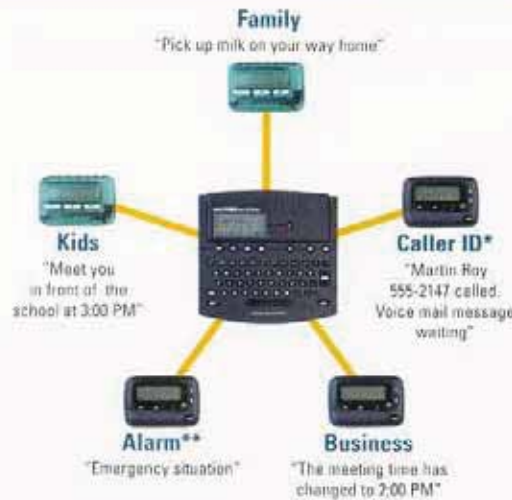 Family
"Pick up milk on your way home"
Kids
"Meet you
in front of the
school at 3:00 PM"
Caller ID*
"Martin Roy
555-2147 called.
Voice mail message
waiting"
Alarm**
"Emergency situation"
Business
"The meeting time has
changed to 2:00 PM"